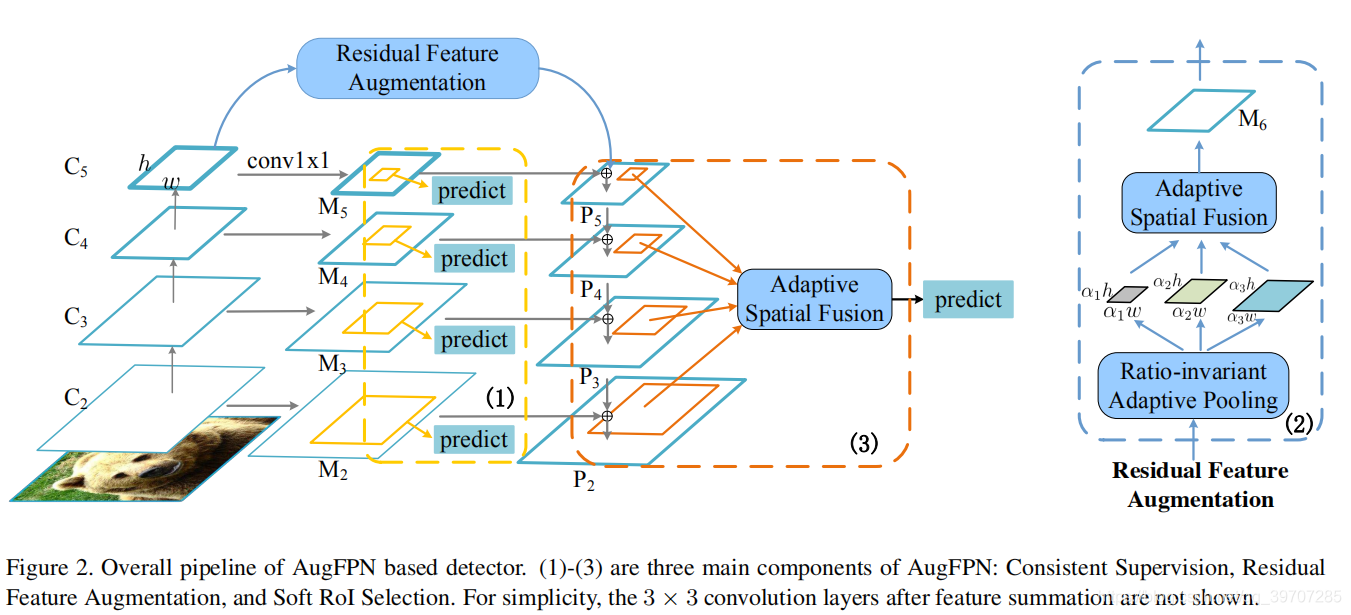 Residual Feature
Augmentation
C5
h
w
conv1x1
M5
predict
P5
C4
M4
predict
P4
C3
M3
predict
P3
C2
M2
predict
(1)
P2
Adaptive
Spatial Fusion
predict
(3)
M6
Adaptive
Spatial Fusion
α1h
α1w
α2h
α2w
α3h
α3w
Ratio-invariant
Adaptive Pooling
(2)
Residual Feature
Augmentation
Figure 2. Overall pipeline of AugFPN based detector. (1)-(3) are three main components of AugFPN: Consistent Supervision, Residual
Feature Augmentation, and Soft RoI Selection. For simplicity, the 3 × 3 convolution layers after feature summation are not shown.